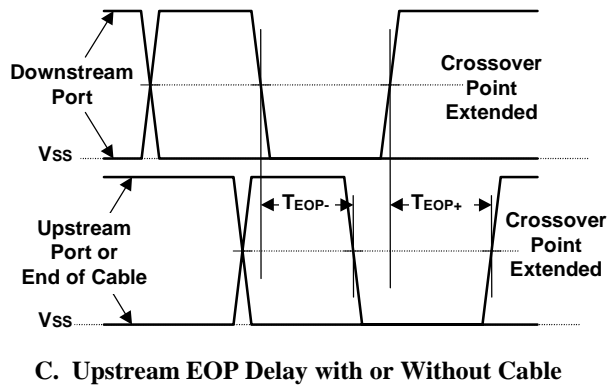 Downstream
Port
Crossover
Point
Extended
VSS
TEOP-
TEOP+
Upstream
Port or
End of Cable
Crossover
Point
Extended
VSS
C. Upstream EOP Delay with or Without Cable